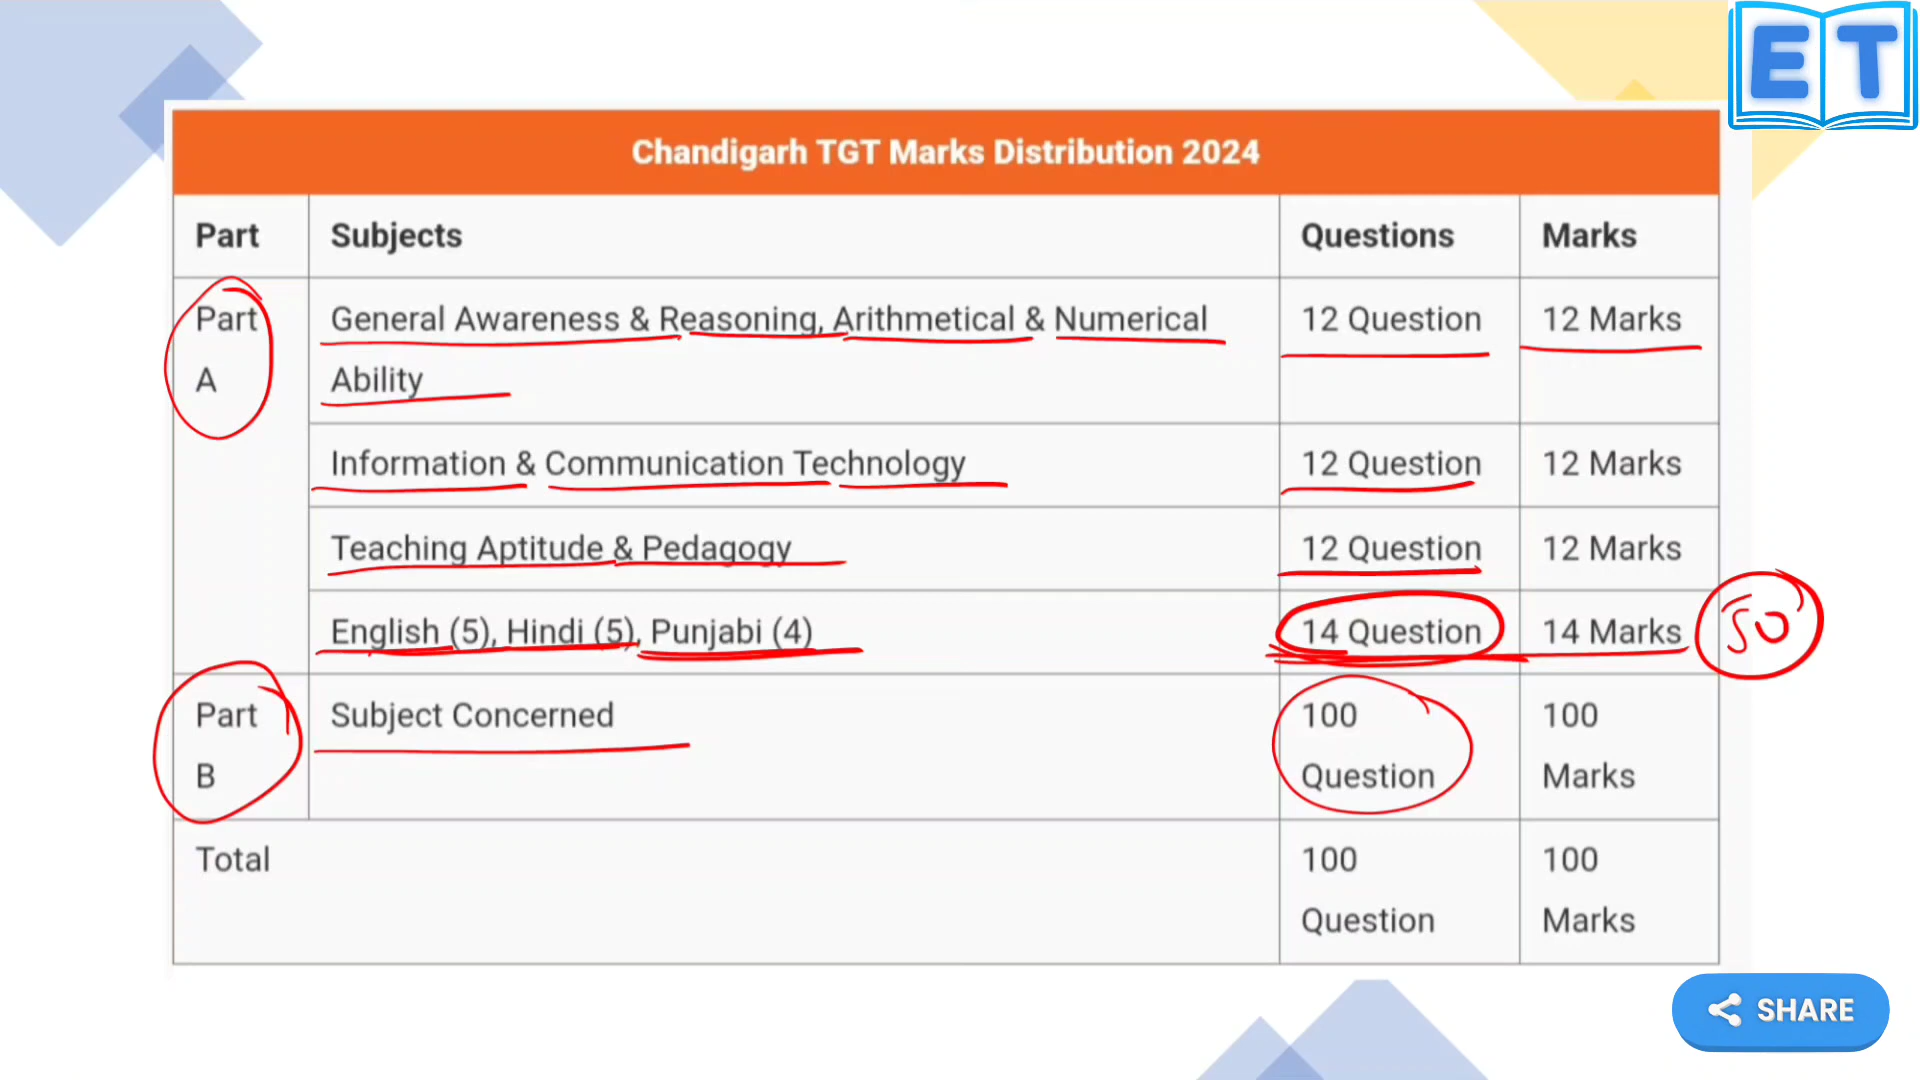 ET
Chandigarh TGT Marks Distribution 2024
Part Subjects Questions Marks
Part General Awareness & Reasoning, Arithmetical & Numerical 12 Question 12 Marks
A Ability
Information & Communication Technology 12 Question 12 Marks
Teaching Aptitude & Pedagogy 12 Question 12 Marks
English (5), Hindi (5), Punjabi (4) 14 Question 14 Marks 50
Part Subject Concerned 100 100
B Question Marks
Total 100 100
Question Marks
SHARE